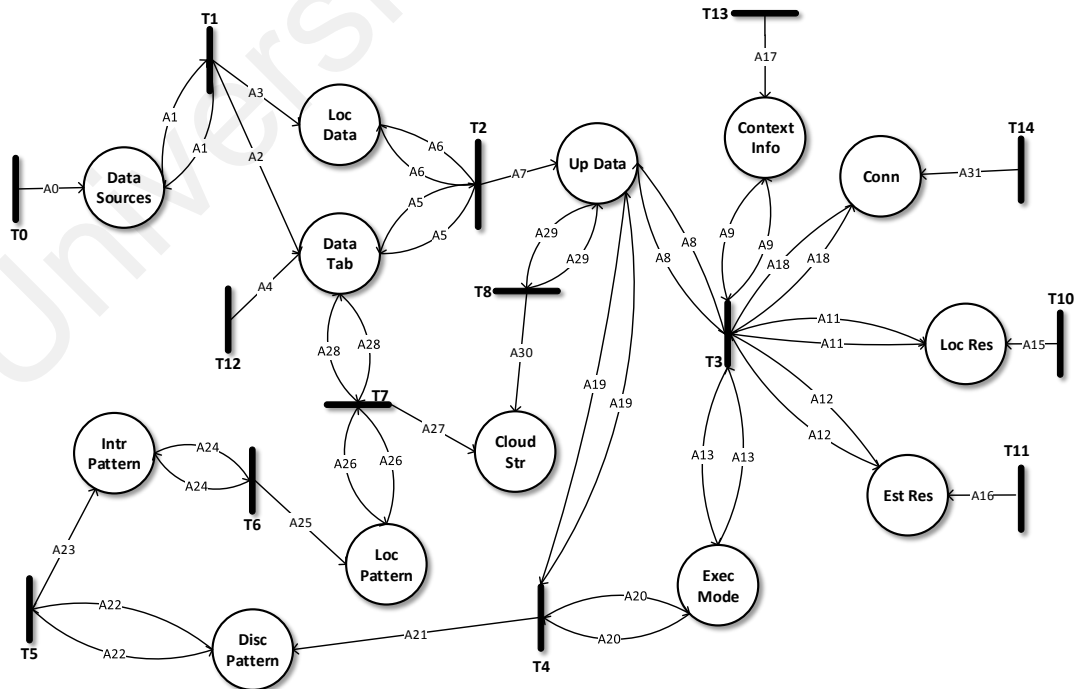 Univers
T13
T1
A17
A3
A1
A1
Loc
Data
A6
T2
Up Data
Context
Info
T14
A2
A6
A7
Conn
A31
A0
Data
Sources
A5
A5
A29
A29
A8
A8
A9
A9
A18
A18
T0
Data
Tab
A4
T8
T10
T12
A28
A28
A30
T3
A11
A11
Loc Res
A15
A19
A19
T7
A12
A12
A27
Intr
Pattern
A24
A24
A26
A26
Cloud
Str
A13
A13
T11
Est Res
A16
T6
A25
A23
Loc
Pattern
Exec
Mode
A22
A22
A20
A20
T5
Disc
Pattern
A21
T4